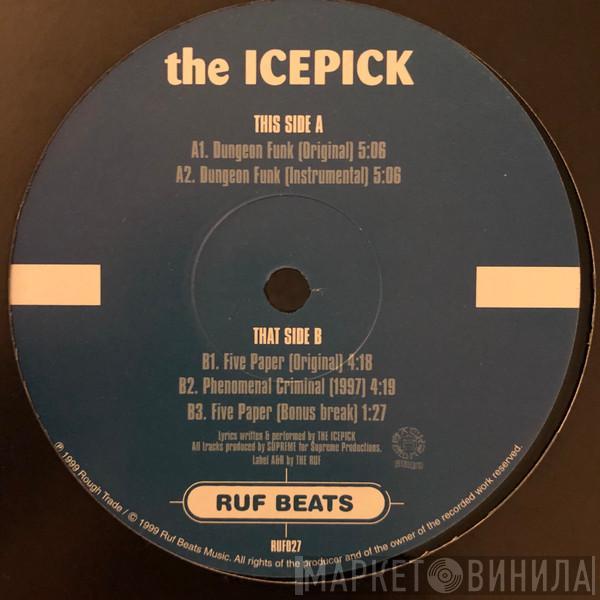 the ICEPICK
THIS SIDE A
A1. Dungeon Funk (Original) 5:06
A2. Dungeon Funk (Instrumental) 5:06
THAT SIDE B
B1. Five Paper (Original) 4:18
B2. Phenomenal Criminal (1997) 4:19
B3. Five Paper (Bonus break) 1:27
Lyrics written & performed by THE ICEPICK
All tracks produced by SUPREME for Supreme Productions.
Label A&R by THE RUF
RUF BEATS
RUF027
℗ 1999 Rough Trade / © 1999 Ruf Beats Music. All rights of the producer and of the owner of the recorded work reserved.
МАРКЕТ ВИНИЛА